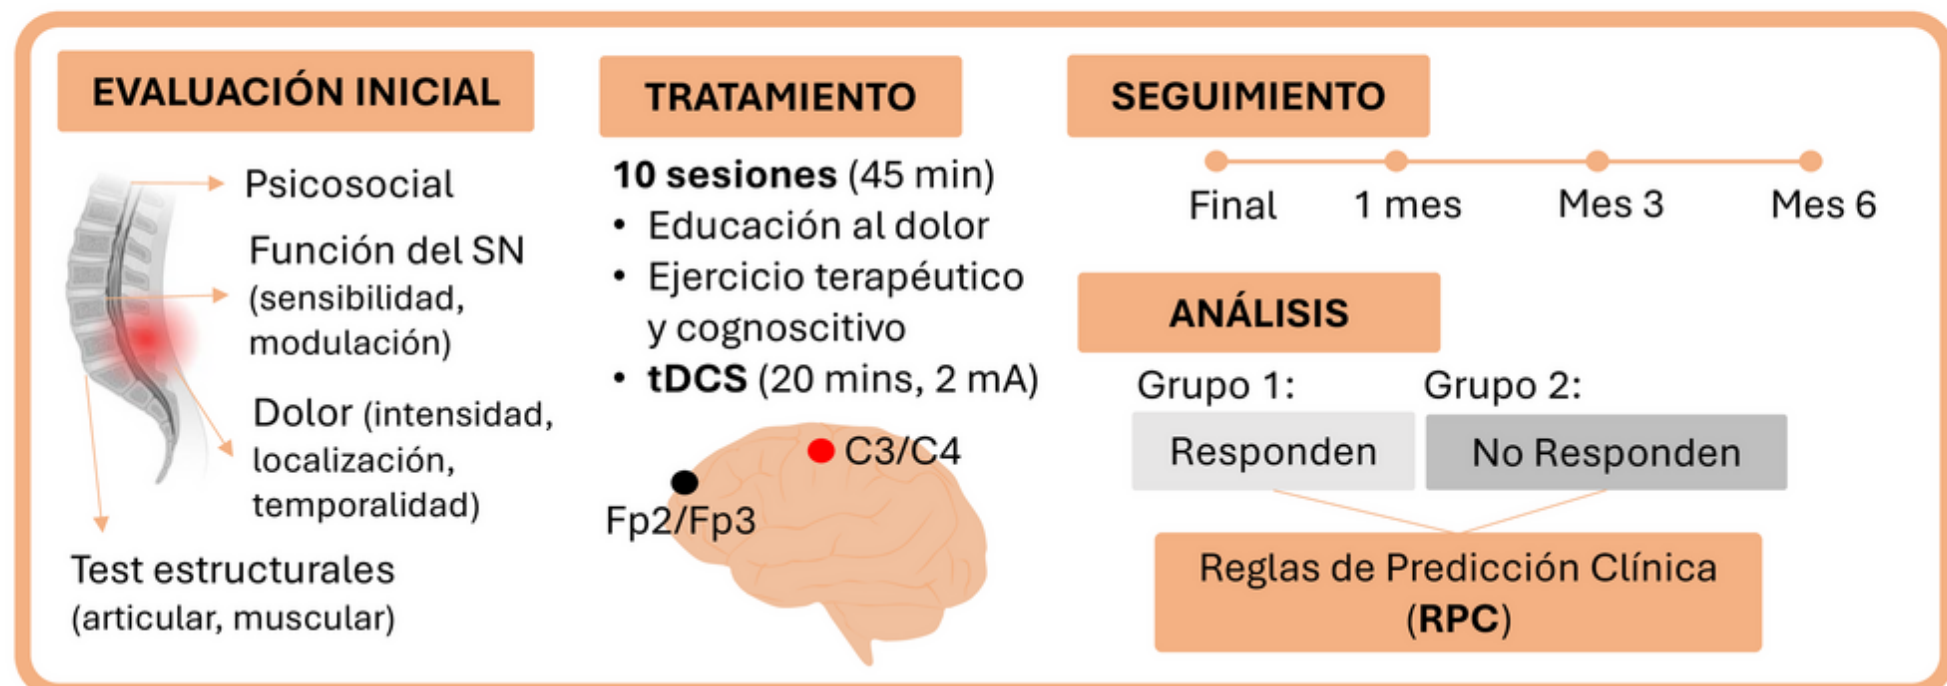 EVALUACIÓN INICIAL
Psicosocial
Función del SN
(sensibilidad,
modulación)
Dolor (intensidad,
localización,
temporalidad)
Test estructurales
(articular, muscular)
TRATAMIENTO
10 sesiones (45 min)
• Educación al dolor
• Ejercicio terapéutico
y cognoscitivo
• tDCS (20 mins, 2 mA)
C3/C4
Fp2/Fp3
SEGUIMIENTO
Final 1 mes Mes 3 Mes 6
ANÁLISIS
Grupo 1: Grupo 2:
Responden No Responden
Reglas de Predicción Clínica
(RPC)